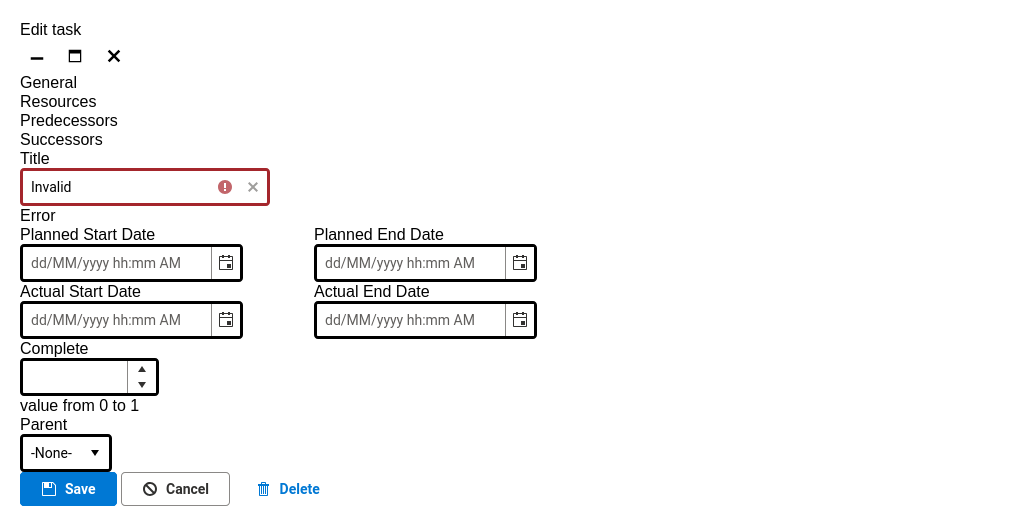 Edit task
General
Resources
Predecessors
Successors
Title
Invalid
Error
Planned Start Date Planned End Date
dd/MM/yyyy hh:mm AM dd/MM/yyyy hh:mm AM
Actual Start Date Actual End Date
dd/MM/yyyy hh:mm AM dd/MM/yyyy hh:mm AM
Complete
value from 0 to 1
Parent
-None-
Save Cancel Delete